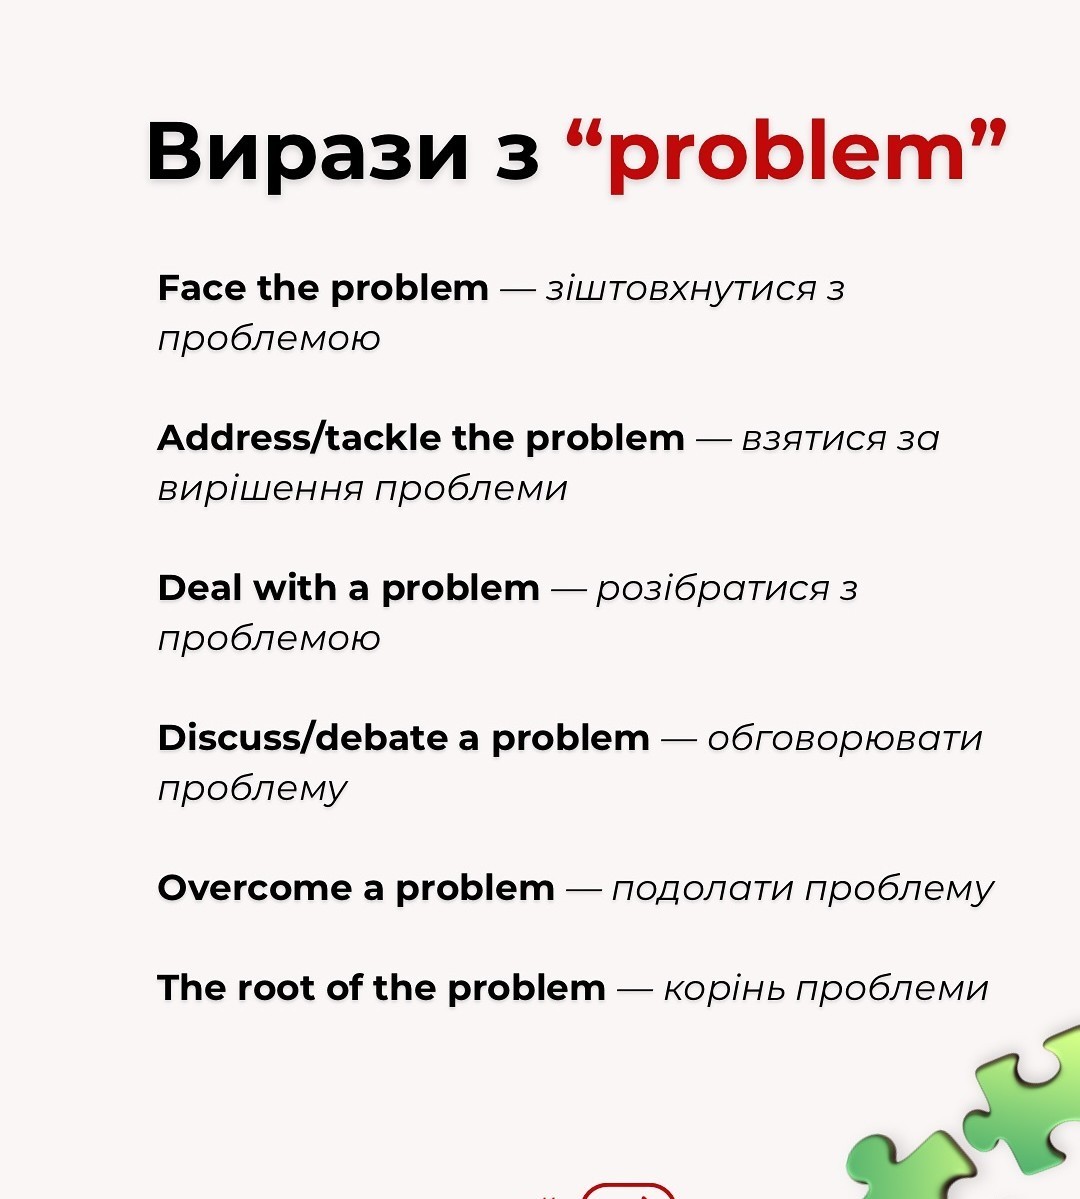 Вирази з “problem”
Face the problem — зіштовхнутися з
проблемою
Address/tackle the problem — взятися за
вирішення проблеми
Deal with a problem — розібратися з
проблемою
Discuss/debate a problem — обговорювати
проблему
Overcome a problem — подолати проблему
The root of the problem — корінь проблеми